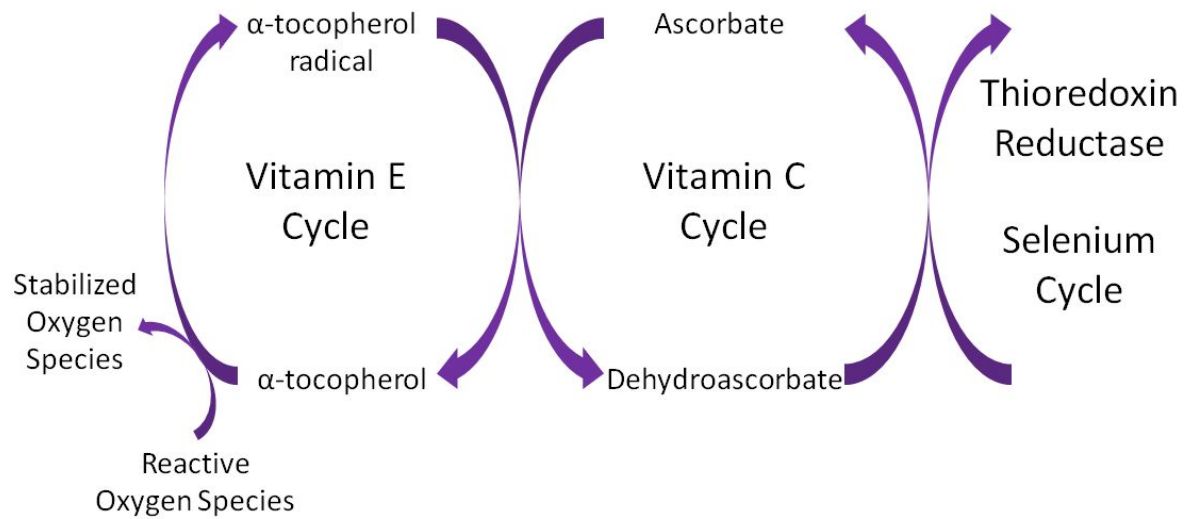 α-tocopherol
radical
Ascorbate
Thioredoxin
Reductase
Vitamin E
Cycle
Vitamin C
Cycle
Selenium
Cycle
Stabilized
Oxygen
Species
α-tocopherol
Dehydroascorbate
Reactive
Oxygen Species